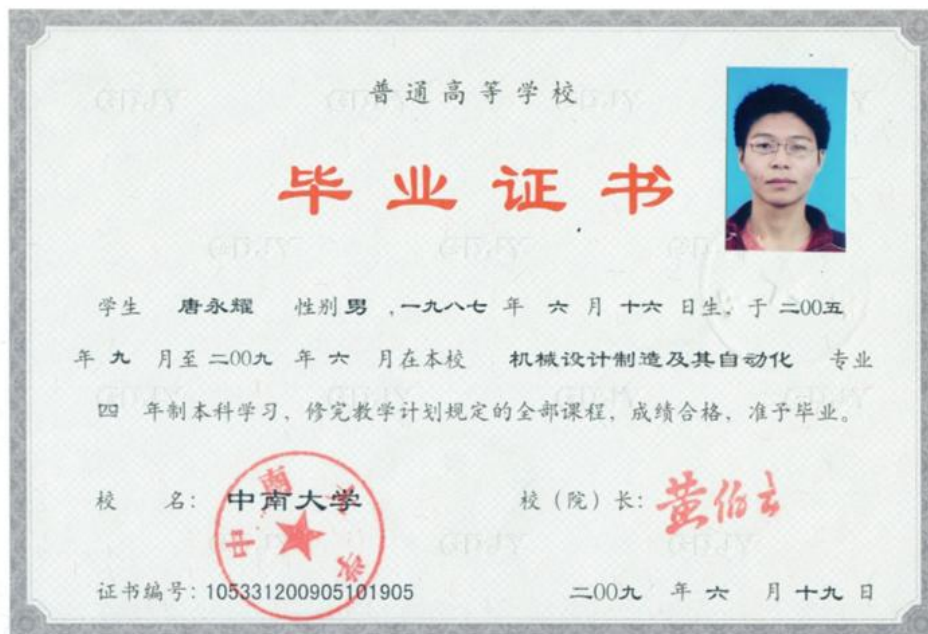 普通高等学校
毕业证书
学生 唐永耀 性别 男 ,一九八七 年 六 月 十六 日生, 于 二00五
年 九 月至 二00九 年 六 月在本校 机械设计制造及其自动化 专业
四 年制本科学习, 修完教学计划规定的全部课程, 成绩合格, 准予毕业。
校 名: 中南大学 校（院）长: 黄伯云
中南大学
证书编号: 105331200905101905 二00九 年 六 月 十九 日